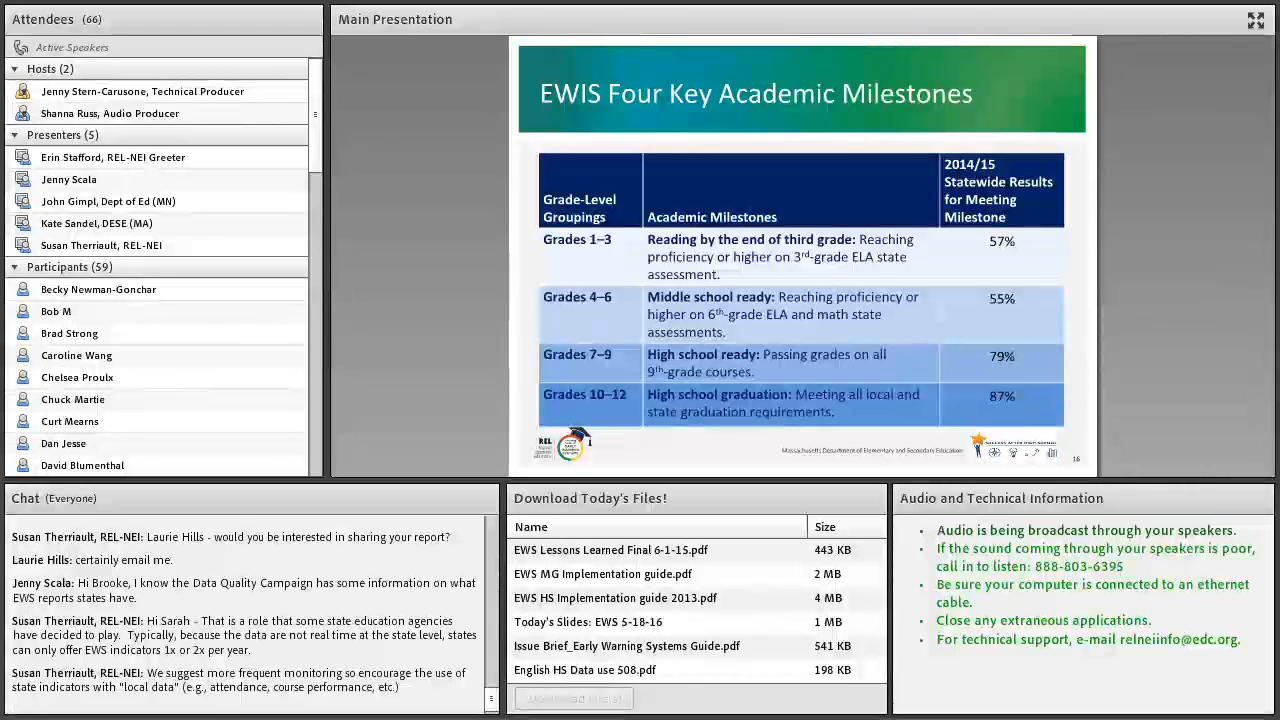 Attendees (66)
Active Speakers
Hosts (2)
Jenny Stern-Carusone, Technical Producer
Shanna Russ, Audio Producer
Presenters (5)
Erin Stafford, REL-NEI Greeter
Jenny Scala
John Gimpl, Dept of Ed (MN)
Kate Sandel, DESE (MA)
Susan Therriault, REL-NEI
Participants (59)
Becky Newman-Gonchar
Bob M
Brad Strong
Caroline Wang
Chelsea Proulx
Chuck Martie
Curt Mearns
Dan Jesse
David Blumenthal
Main Presentation
EWIS Four Key Academic Milestones
Grade-Level
Groupings
Academic Milestones
2014/15
Statewide Results
for Meeting
Milestone
Grades 1–3
Reading by the end of third grade: Reaching
proficiency or higher on 3rd-grade ELA state
assessment.
57%
Grades 4–6
Middle school ready: Reaching proficiency or
higher on 6th-grade ELA and math state
assessments.
55%
Grades 7–9
High school ready: Passing grades on all
9th-grade courses.
79%
Grades 10–12
High school graduation: Meeting all local and
state graduation requirements.
87%
REL
Massachusetts Department of Elementary and Secondary Education
SUCCESS AFTER HIGH SCHOOL
16
Chat (Everyone)
Susan Therriault, REL-NEI: Laurie Hills - would you be interested in sharing your report?
Laurie Hills: certainly email me.
Jenny Scala: Hi Brooke, I know the Data Quality Campaign has some information on what
EWS reports states have.
Susan Therriault, REL-NEI: Hi Sarah - That is a role that some state education agencies
have decided to play. Typically, because the data are not real time at the state level, states
can only offer EWS indicators 1x or 2x per year.
Susan Therriault, REL-NEI: We suggest more frequent monitoring so encourage the use of
state indicators with "local data" (e.g., attendance, course performance, etc.)
Download Today's Files!
Name Size
EWS Lessons Learned Final 6-1-15.pdf 443 KB
EWS MG Implementation guide.pdf 2 MB
EWS HS Implementation guide 2013.pdf 4 MB
Today's Slides: EWS 5-18-16 1 MB
Issue Brief_Early Warning Systems Guide.pdf 541 KB
English HS Data use 508.pdf 198 KB
Download File(s)
Audio and Technical Information
• Audio is being broadcast through your speakers.
• If the sound coming through your speakers is poor,
call in to listen: 888-803-6395
• Be sure your computer is connected to an ethernet
cable.
• Close any extraneous applications.
• For technical support, e-mail relneiinfo@edc.org.